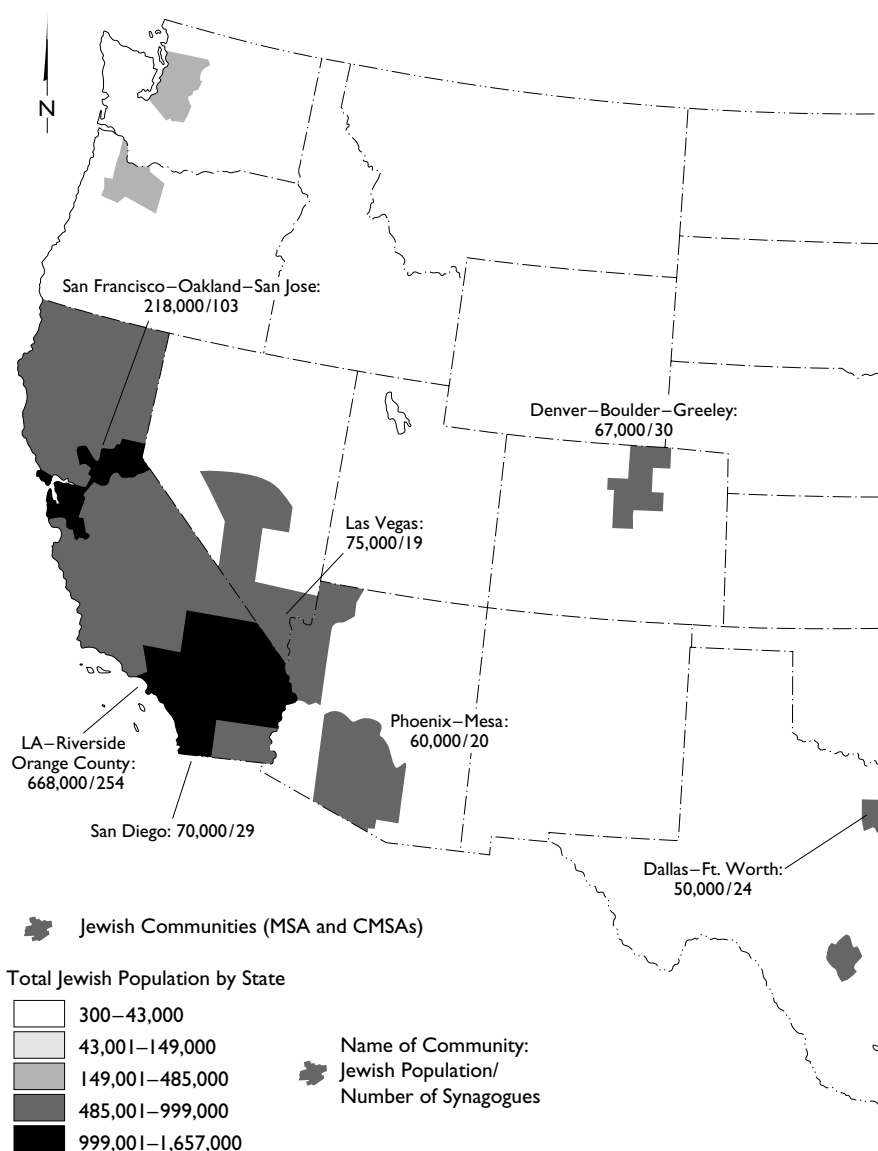 N
San Francisco–Oakland–San Jose:
218,000/103
Denver–Boulder–Greeley:
67,000/30
Las Vegas:
75,000/19
Phoenix–Mesa:
60,000/20
LA–Riverside
Orange County:
668,000/254
San Diego: 70,000/29
Dallas–Ft. Worth:
50,000/24
Jewish Communities (MSA and CMSAs)
Total Jewish Population by State
300–43,000
43,001–149,000
149,001–485,000
485,001–999,000
999,001–1,657,000
Name of Community:
Jewish Population/
Number of Synagogues